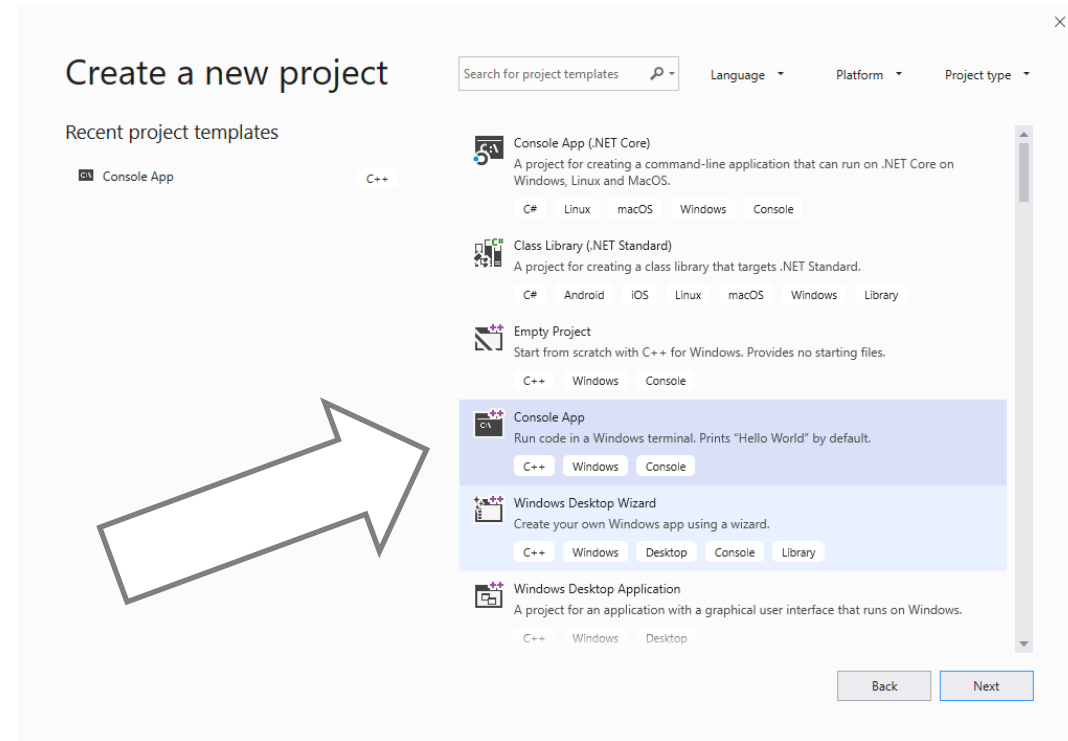 Create a new project
Search for project templates
Language
Platform
Project type
Recent project templates
Console App
C++
Console App (.NET Core)
A project for creating a command-line application that can run on .NET Core on
Windows, Linux and MacOS.
C# Linux macOS Windows Console
Class Library (.NET Standard)
A project for creating a class library that targets .NET Standard.
C# Android iOS Linux macOS Windows Library
Empty Project
Start from scratch with C++ for Windows. Provides no starting files.
C++ Windows Console
Console App
Run code in a Windows terminal. Prints "Hello World" by default.
C++ Windows Console
Windows Desktop Wizard
Create your own Windows app using a wizard.
C++ Windows Desktop Console Library
Windows Desktop Application
A project for an application with a graphical user interface that runs on Windows.
C++ Windows Desktop
Back
Next